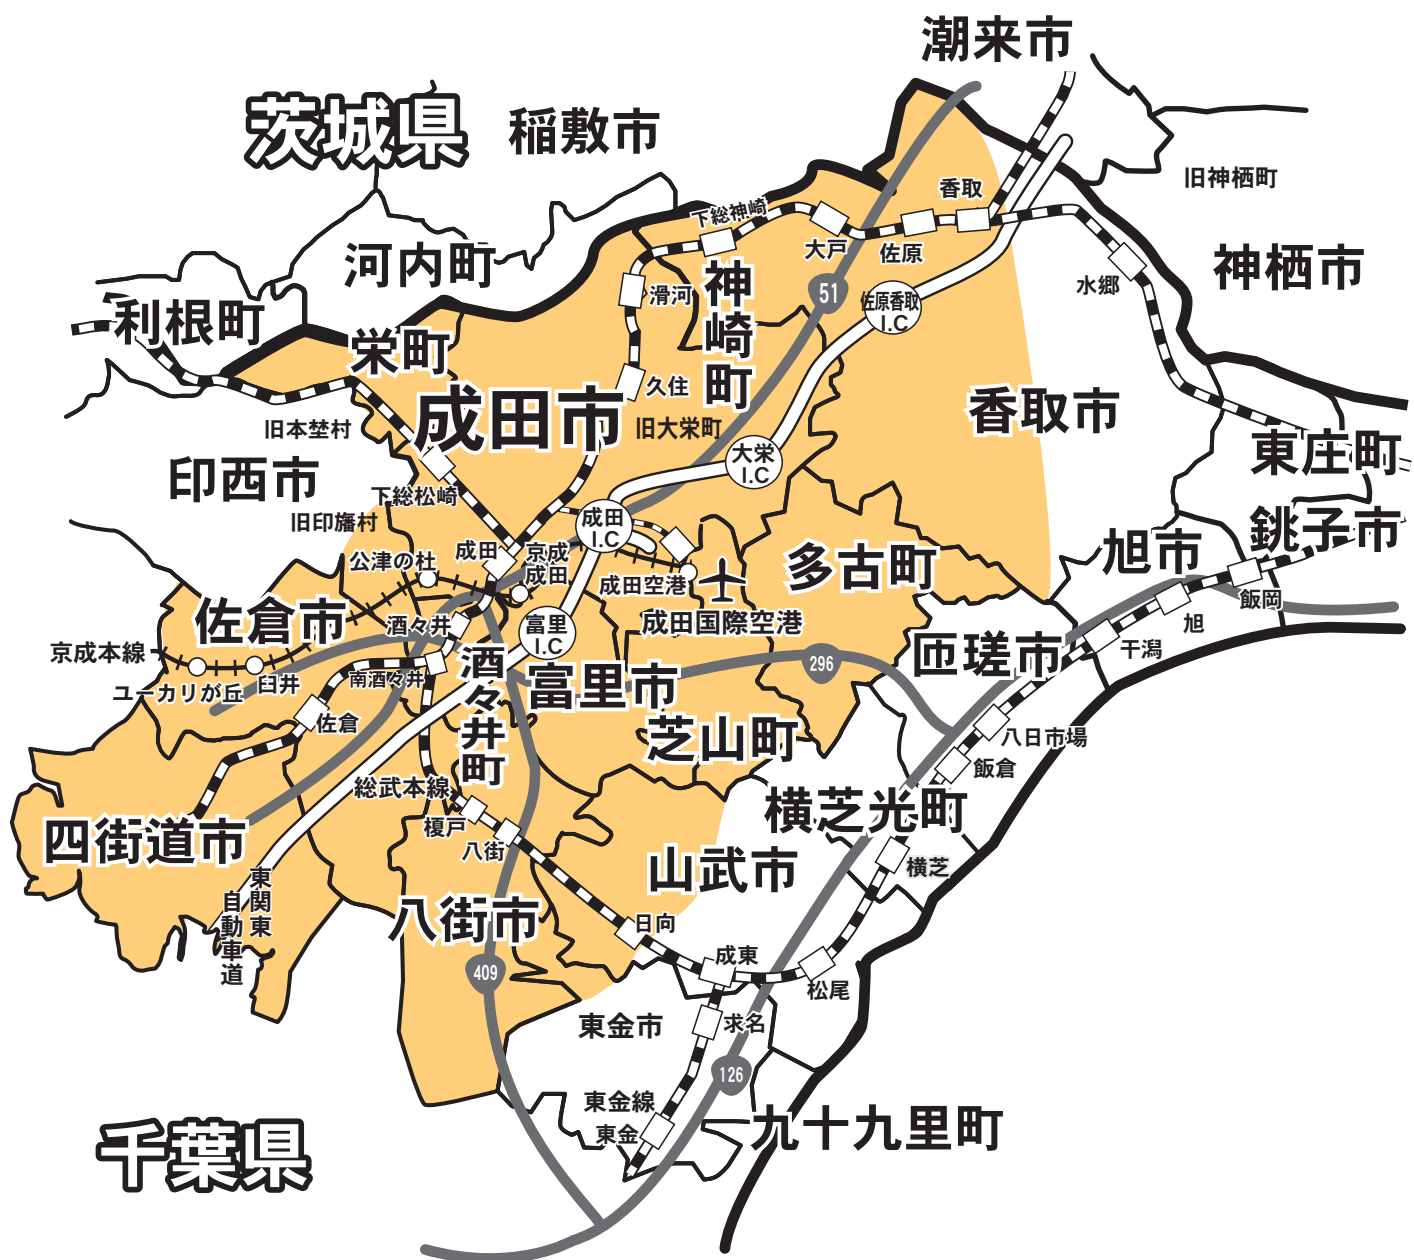 潮来市
茨城県
稲敷市
旧神栖町
香取
下総神崎
大戸
佐原
河内町
神栖市
水郷
滑河
神崎町
51
佐原香取
I.C
利根町
栄町
久住
成田市
旧大栄町
香取市
旧本埜村
大栄
I.C
東庄町
印西市
下総松崎
旧印旛村
成田
I.C
銚子市
旭市
成田
京成
成田
公津の杜
成田空港
多古町
飯岡
佐倉市
酒々井
富里
I.C
成田国際空港
旭
干潟
匝瑳市
京成本線
ユーカリが丘
臼井
南酒々井
酒々井町
富里市
296
佐倉
芝山町
八日市場
飯倉
総武本線
横芝光町
四街道市
榎戸
八街
山武市
横芝
東関東
自動車道
八街市
日向
成東
409
松尾
東金市
求名
126
東金線
東金
九十九里町
千葉県